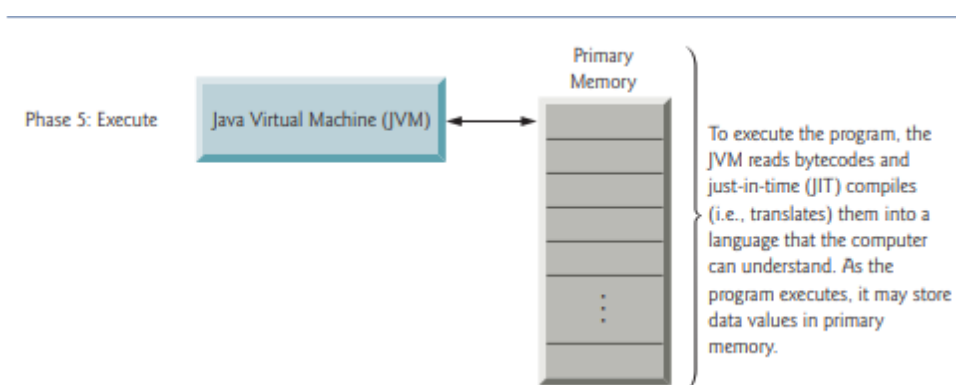 Primary
Memory
Phase 5: Execute
Java Virtual Machine (JVM)
To execute the program, the
JVM reads bytecodes and
just-in-time (JIT) compiles
(i.e., translates) them into a
language that the computer
can understand. As the
program executes, it may store
data values in primary
memory.